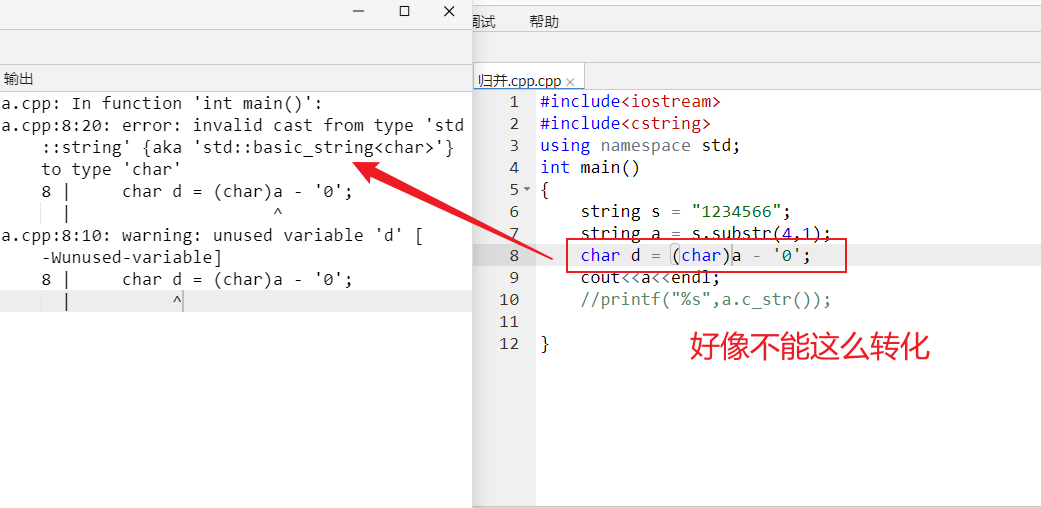 调试 帮助
输出
a.cpp: In function 'int main()':
a.cpp:8:20: error: invalid cast from type 'std
::string' {aka 'std::basic_string<char>'}
to type 'char'
8 | char d = (char)a - '0';
| ^
a.cpp:8:10: warning: unused variable 'd' [
-Wunused-variable]
8 | char d = (char)a - '0';
| ^
归并.cpp.cpp ×
1 #include<iostream>
2 #include<cstring>
3 using namespace std;
4 int main()
5 {
6 string s = "1234566";
7 string a = s.substr(4,1);
8 char d = (char)a - '0';
9 cout<<a<<endl;
10 //printf("%s",a.c_str());
11
12 }
好像不能这么转化